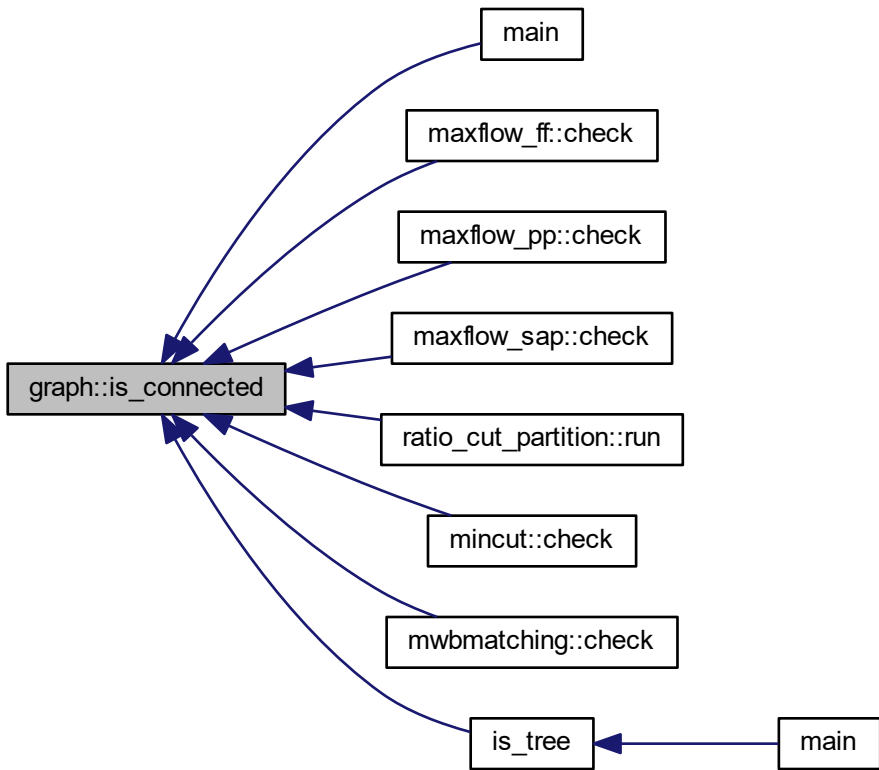 main
maxflow_ff::check
maxflow_pp::check
maxflow_sap::check
graph::is_connected
ratio_cut_partition::run
mincut::check
mwbmatching::check
is_tree
main